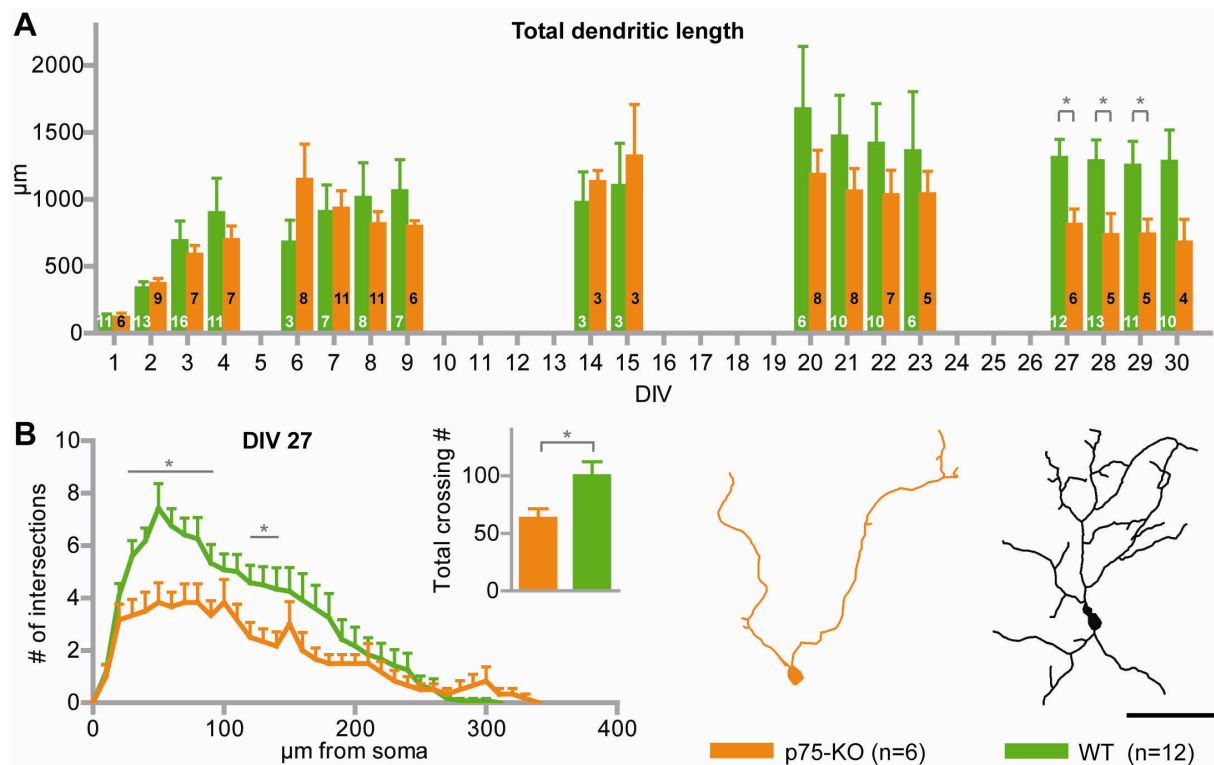 A
Total dendritic length
µm
2000
1500
1000
500
0
* * *
11 6 13 9 16 7 11 7 3 8 7 11 8 11 7 6 3 3 3 3 6 8 10 8 10 7 6 5 12 6 13 5 11 5 10 4
1 2 3 4 5 6 7 8 9 10 11 12 13 14 15 16 17 18 19 20 21 22 23 24 25 26 27 28 29 30
DIV
B
DIV 27
# of intersections
10
8
6
4
2
0
* *
0 100 200 300 400
µm from soma
Total crossing #
*
100
50
0
p75-KO (n=6)
WT (n=12)